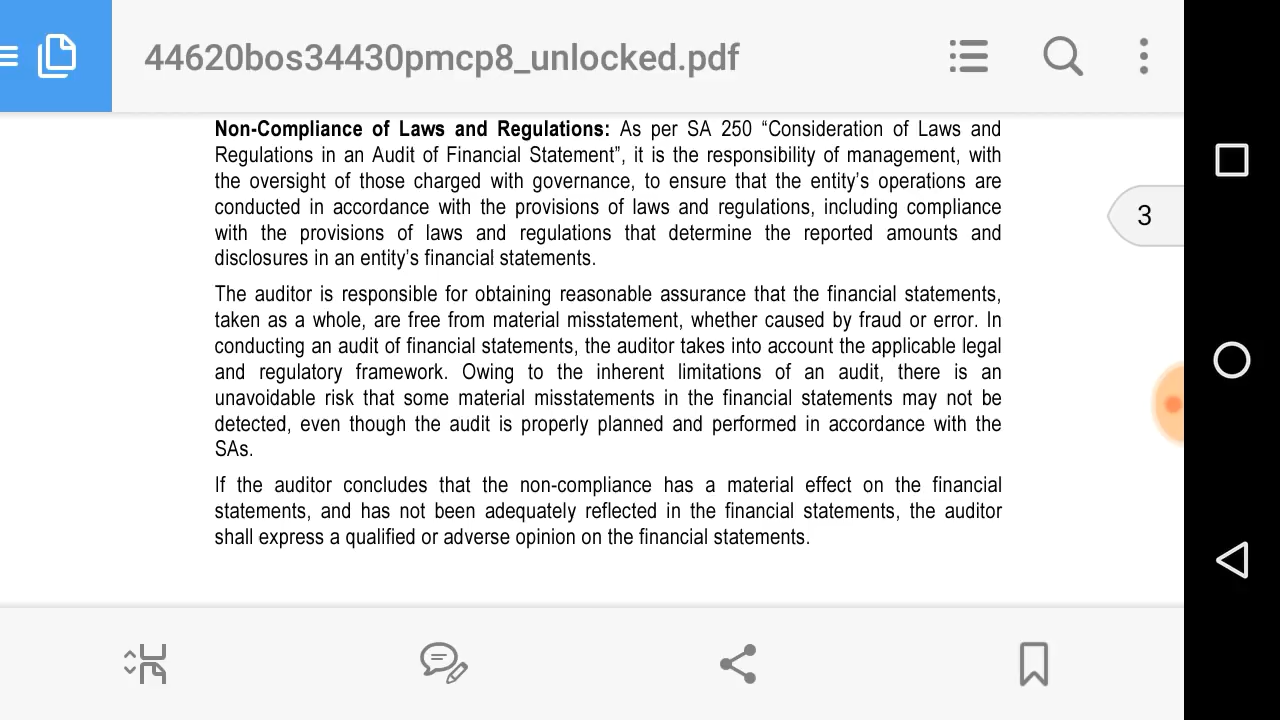 44620bos34430pmcp8_unlocked.pdf
Non-Compliance of Laws and Regulations: As per SA 250 “Consideration of Laws and
Regulations in an Audit of Financial Statement”, it is the responsibility of management, with
the oversight of those charged with governance, to ensure that the entity’s operations are
conducted in accordance with the provisions of laws and regulations, including compliance
with the provisions of laws and regulations that determine the reported amounts and
disclosures in an entity’s financial statements.
3
The auditor is responsible for obtaining reasonable assurance that the financial statements,
taken as a whole, are free from material misstatement, whether caused by fraud or error. In
conducting an audit of financial statements, the auditor takes into account the applicable legal
and regulatory framework. Owing to the inherent limitations of an audit, there is an
unavoidable risk that some material misstatements in the financial statements may not be
detected, even though the audit is properly planned and performed in accordance with the
SAs.
If the auditor concludes that the non-compliance has a material effect on the financial
statements, and has not been adequately reflected in the financial statements, the auditor
shall express a qualified or adverse opinion on the financial statements.